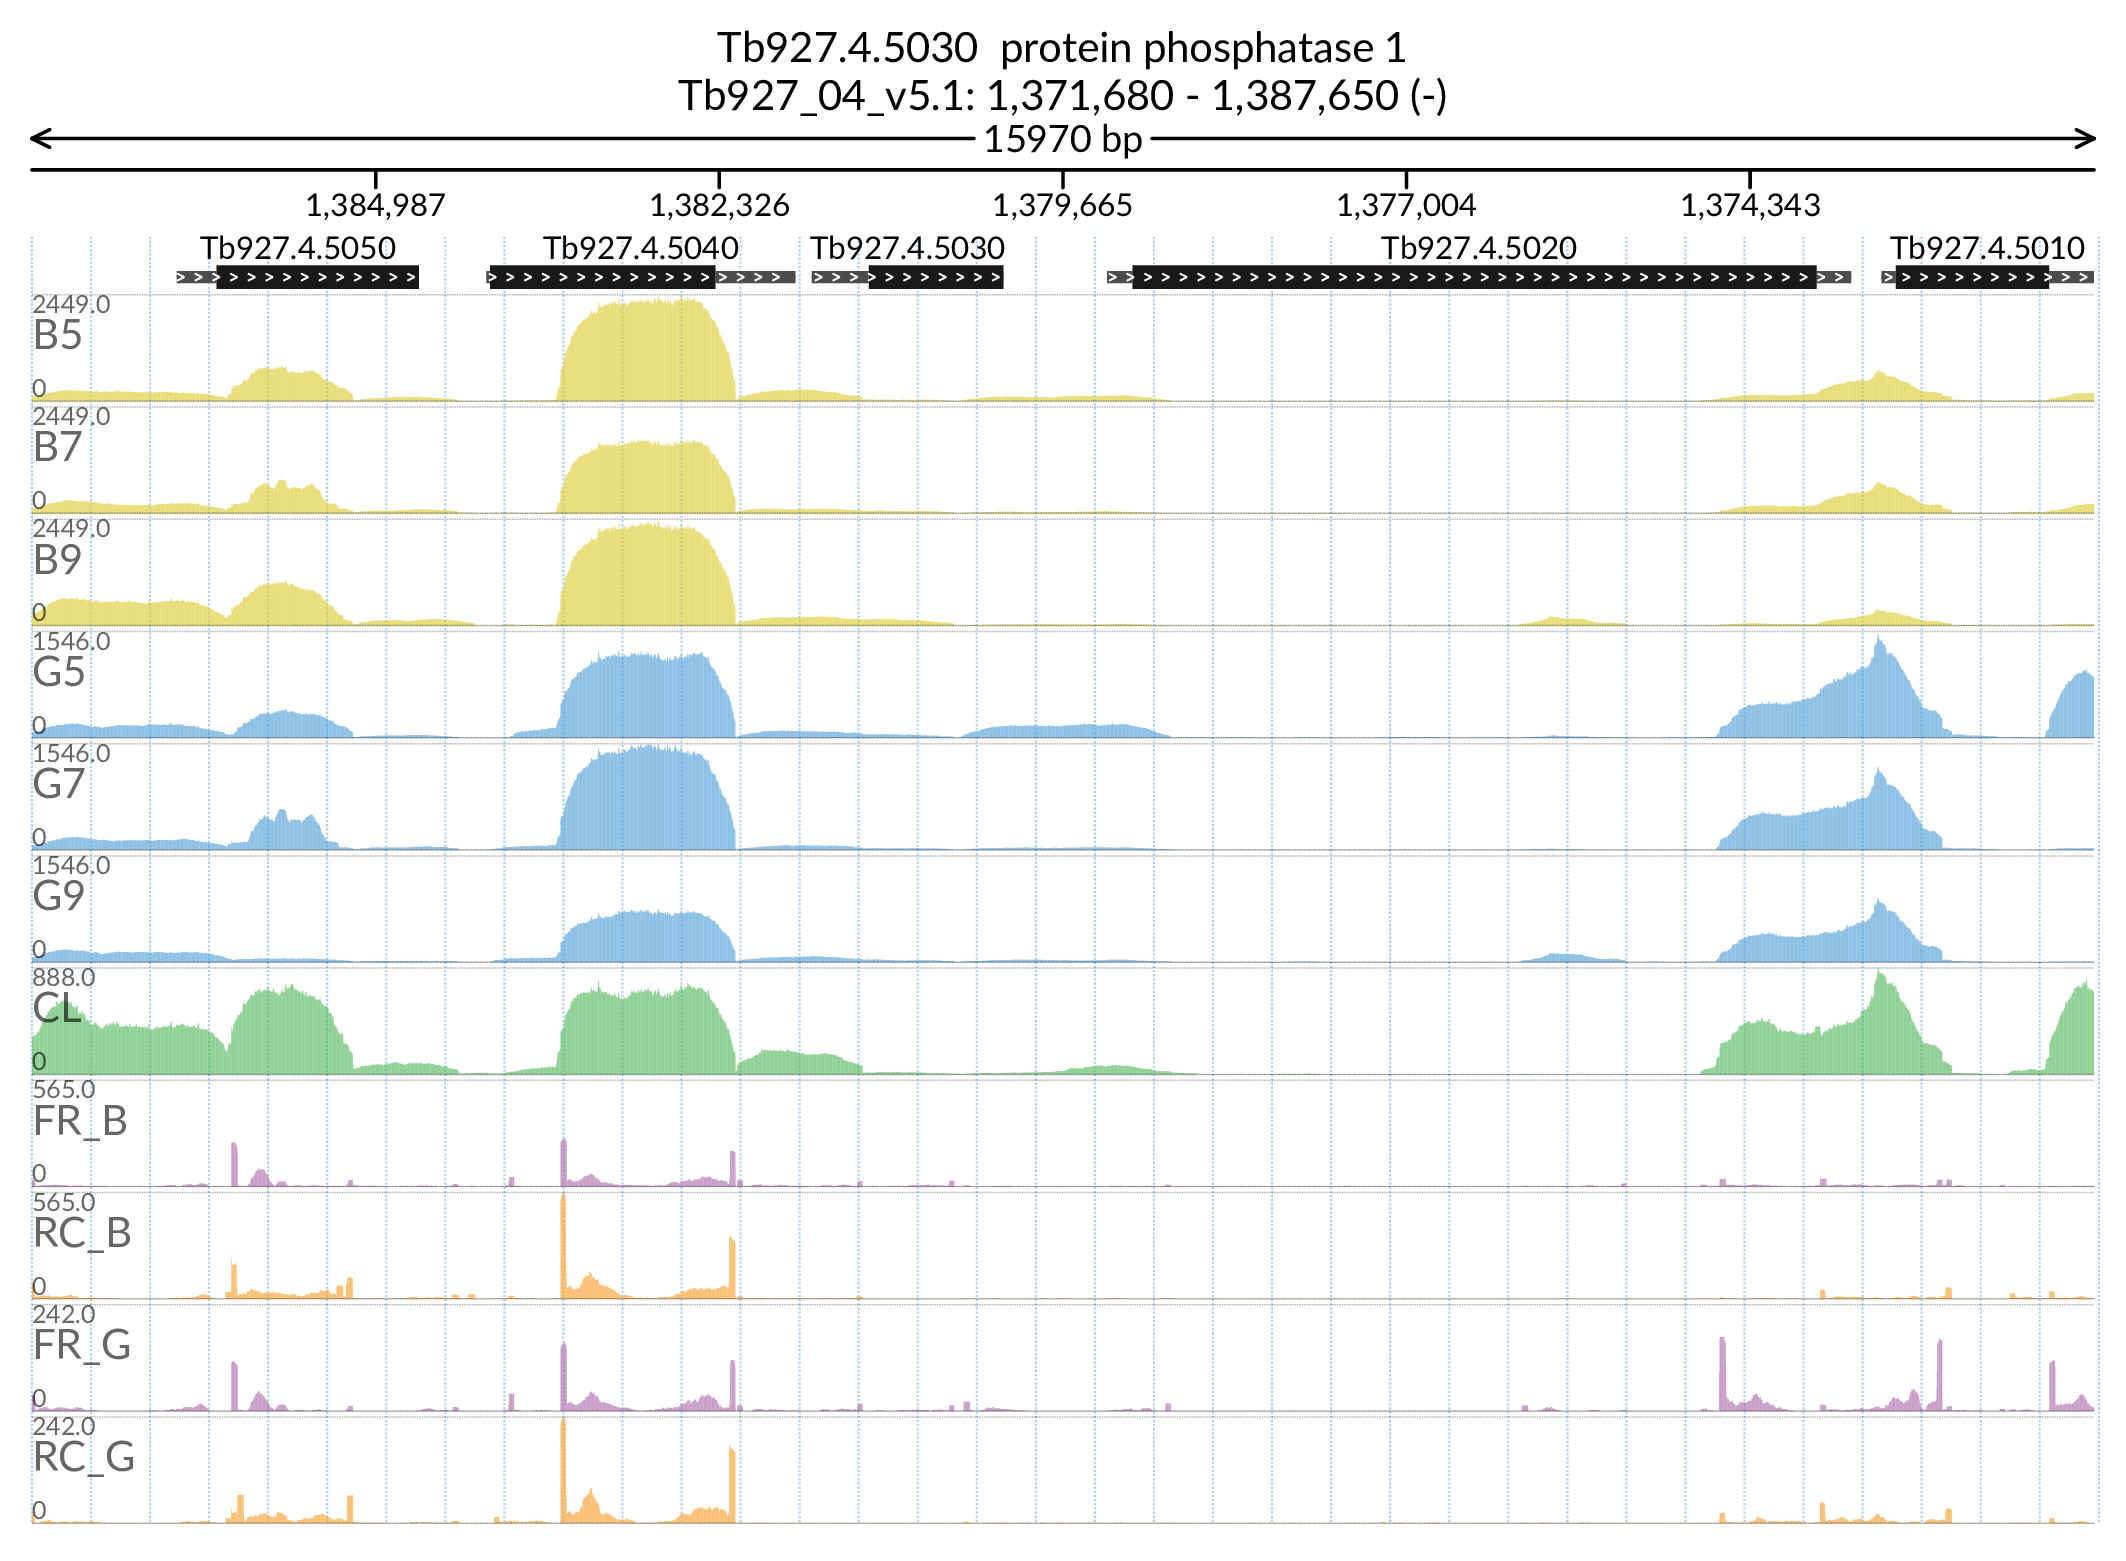 Tb927.4.5030 protein phosphatase 1
Tb927_04_v5.1: 1,371,680 - 1,387,650 (-)
15970 bp
1,384,987 1,382,326 1,379,665 1,377,004 1,374,343
Tb927.4.5050 Tb927.4.5040 Tb927.4.5030 Tb927.4.5020 Tb927.4.5010
2449.0
B5
0
2449.0
B7
0
2449.0
B9
0
1546.0
G5
0
1546.0
G7
0
1546.0
G9
0
888.0
CL
0
565.0
FR_B
0
565.0
RC_B
0
242.0
FR_G
0
242.0
RC_G
0